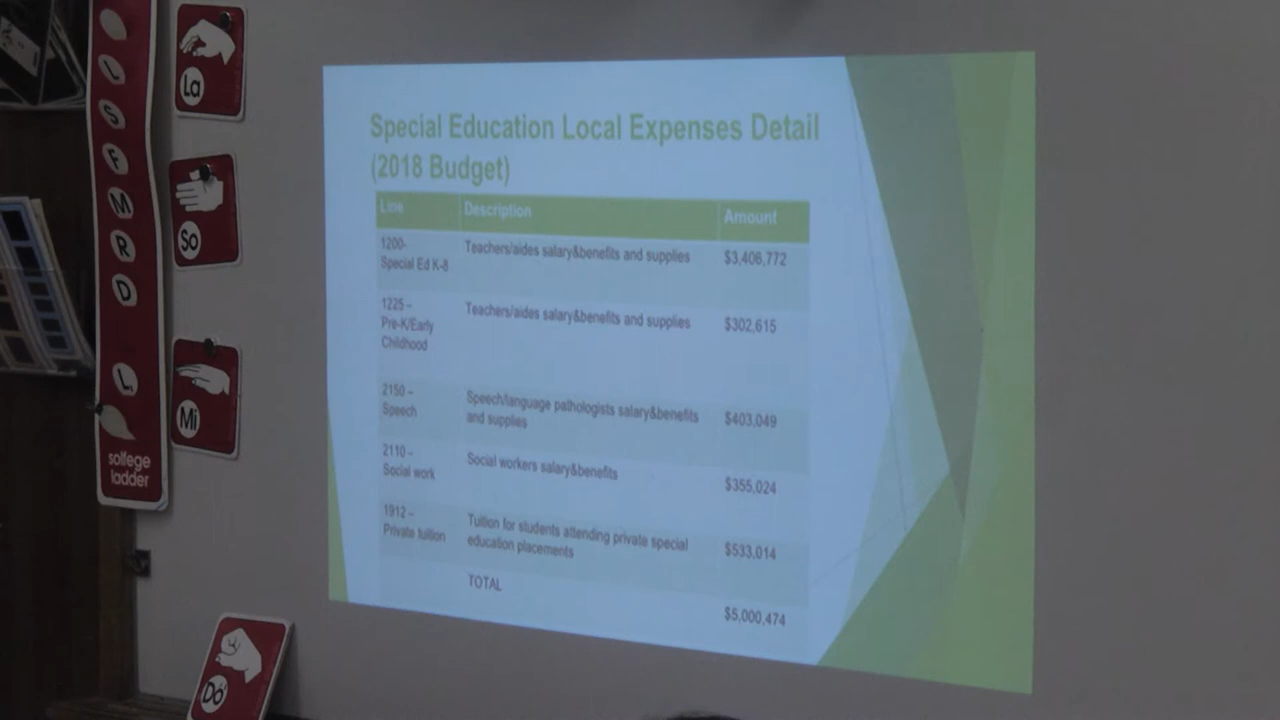 L
S
F
M
R
D
L
solfege
ladder
La
So
Mi
Do
Special Education Local Expenses Detail
(2018 Budget)
Line Description Amount
1200-
Special Ed K-8
Teachers/aides salary&benefits and supplies
$3,406,772
1225 –
Pre-K/Early
Childhood
Teachers/aides salary&benefits and supplies
$302,615
2150 –
Speech
Speech/language pathologists salary&benefits
and supplies
$403,049
2110 –
Social work
Social workers salary&benefits
$355,024
1912 –
Private tuition
Tuition for students attending private special
education placements
$533,014
TOTAL
$5,000,474